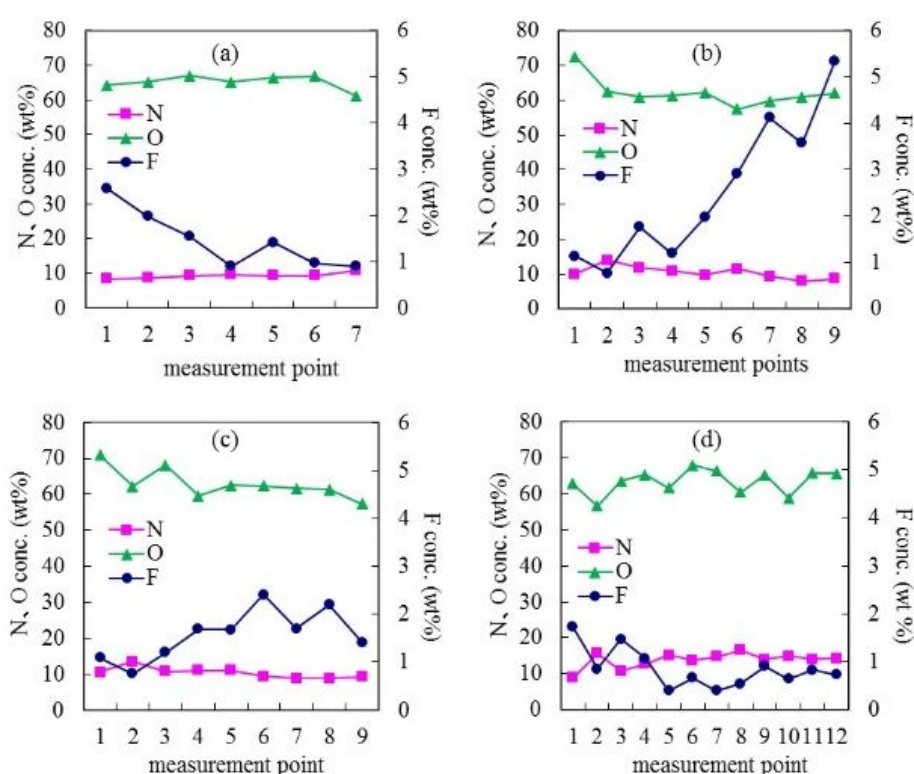 (a)
80
70
60
50
40
30
20
10
0
6
5
4
3
2
1
0
N、O conc. (wt%)
F conc. (wt%)
N
O
F
1 2 3 4 5 6 7
measurement point
(b)
80
70
60
50
40
30
20
10
0
6
5
4
3
2
1
0
N、O conc. (wt%)
F conc. (wt%)
N
O
F
1 2 3 4 5 6 7 8 9
measurement points
(c)
80
70
60
50
40
30
20
10
0
6
5
4
3
2
1
0
N、O conc. (wt%)
F conc. (wt%)
N
O
F
1 2 3 4 5 6 7 8 9
measurement point
(d)
80
70
60
50
40
30
20
10
0
6
5
4
3
2
1
0
N、O conc. (wt%)
F conc. (wt %)
N
O
F
1 2 3 4 5 6 7 8 9 10 11 12
measurement point